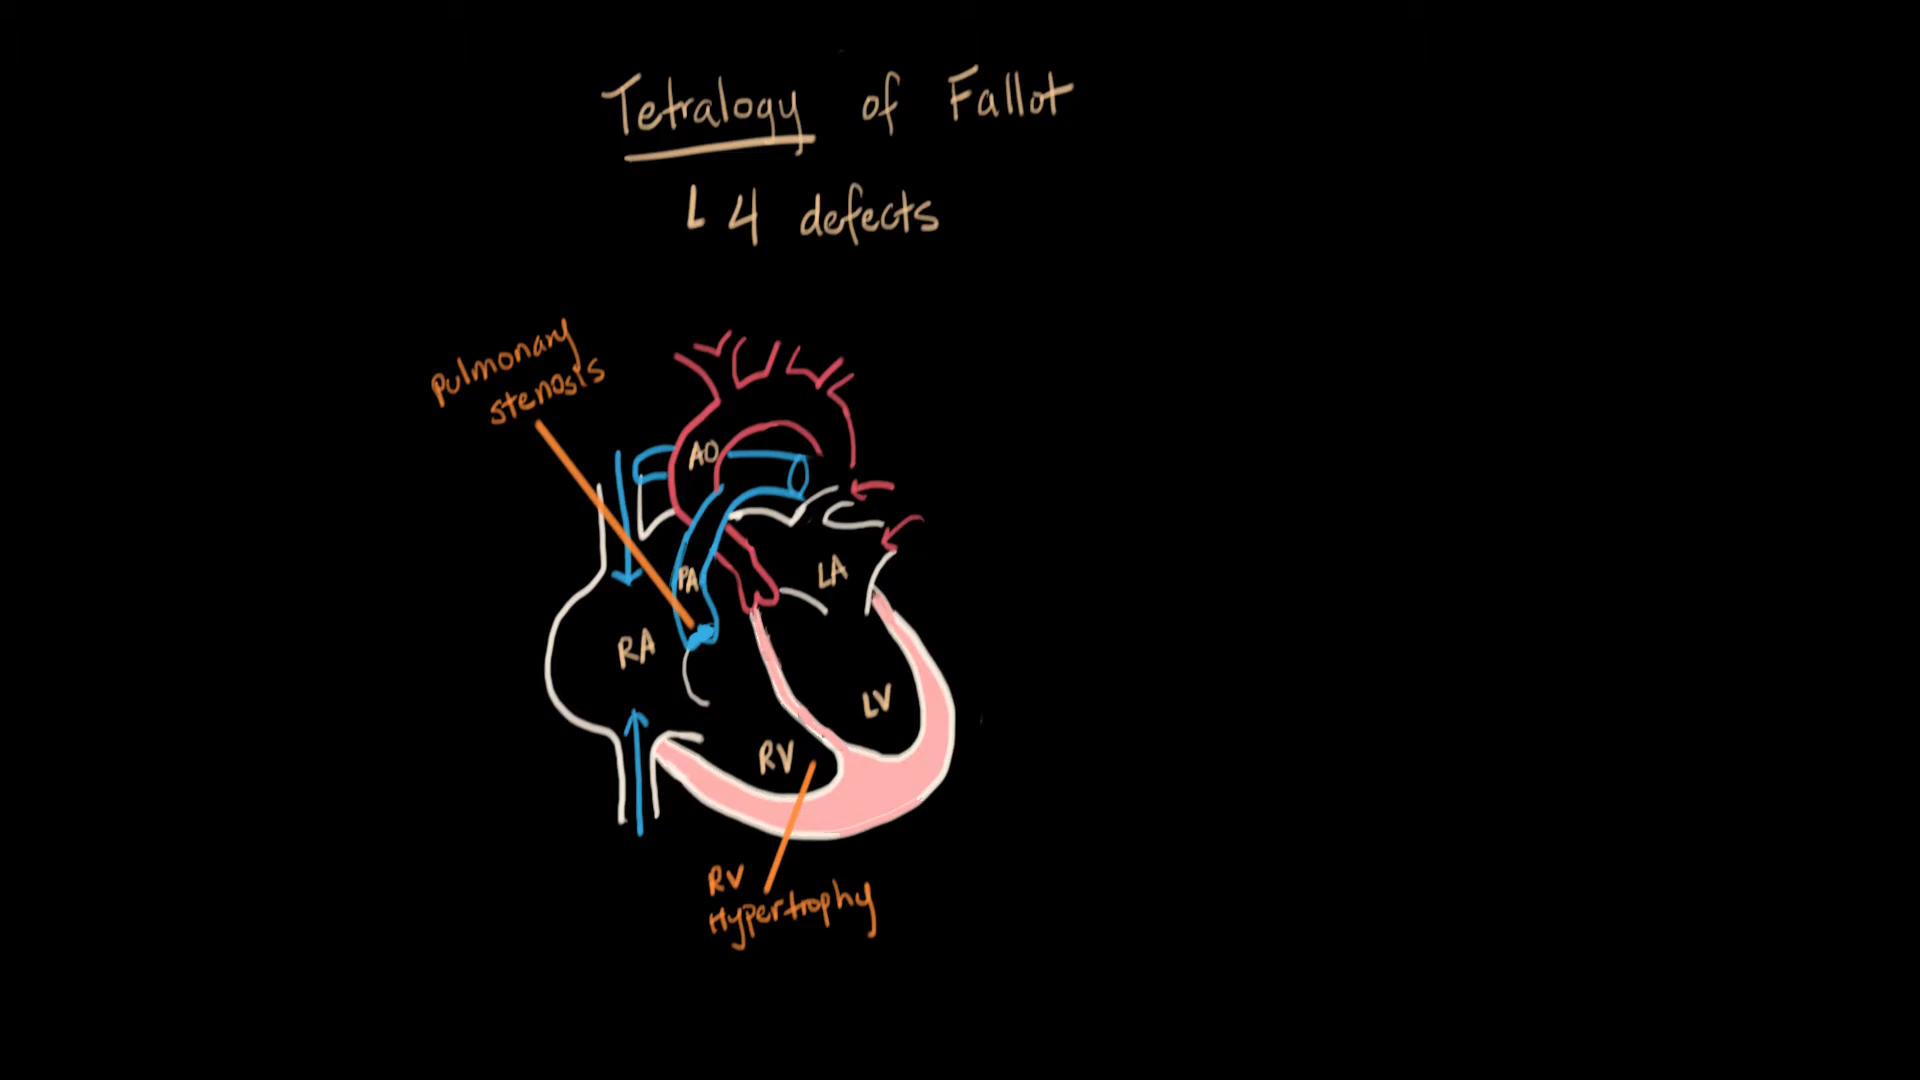 Tetralogy of Fallot
4 defects
pulmonary
stenosis
AO
PA
LA
RA
LV
RV
RV
Hypertrophy